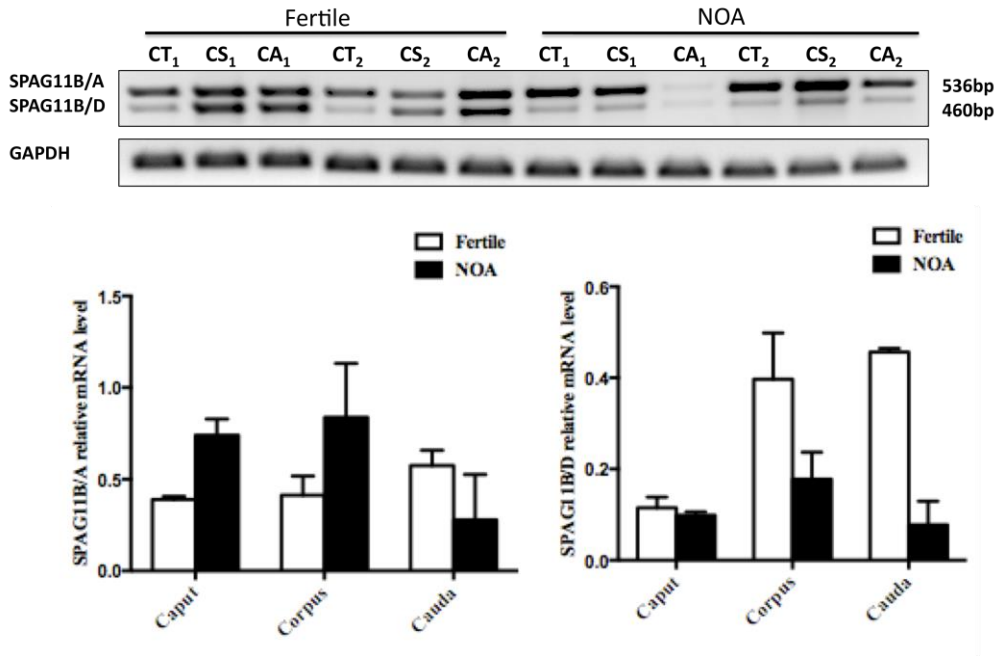 Fertile NOA
CT₁ CS₁ CA₁ CT₂ CS₂ CA₂ CT₁ CS₁ CA₁ CT₂ CS₂ CA₂
SPAG11B/A 536bp
SPAG11B/D 460bp
GAPDH
Fertile
NOA
SPAG11B/A relative mRNA level
1.5
1.0
0.5
0.0
Caput Corpus Cauda
Fertile
NOA
SPAG11B/D relative mRNA level
0.6
0.4
0.2
0.0
Caput Corpus Cauda